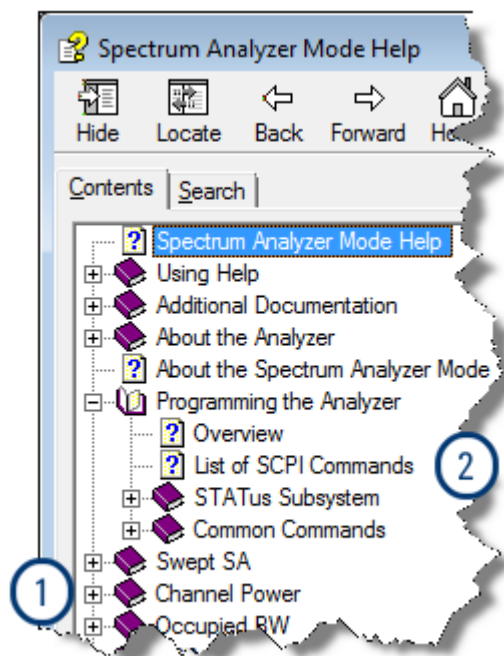 Spectrum Analyzer Mode Help
Hide Locate Back Forward
Contents Search
Spectrum Analyzer Mode Help
Using Help
Additional Documentation
About the Analyzer
About the Spectrum Analyzer Mode
Programming the Analyzer
Overview
List of SCPI Commands
2
STATus Subsystem
Common Commands
Swept SA
1
Channel Power
Occupied BW